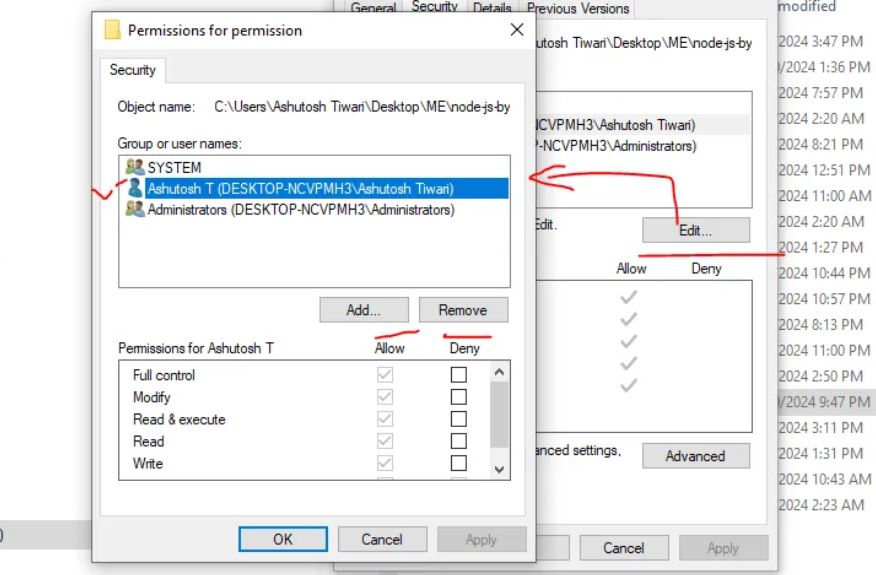 General Security Details Previous Versions
modified
Permissions for permission
Security
Object name: C:\Users\Ashutosh Tiwari\Desktop\ME\node-js-by
utosh Tiwari\Desktop\ME\node-js-by
Group or user names:
SYSTEM
Ashutosh T (DESKTOP-NCVPMH3\Ashutosh Tiwari)
Administrators (DESKTOP-NCVPMH3\Administrators)
Add...
Remove
Permissions for Ashutosh T
Allow
Deny
Full control
Modify
Read & execute
Read
Write
OK
Cancel
Apply
NCVPMH3\Ashutosh Tiwari)
P-NCVPMH3\Administrators)
Edit.
Edit...
Allow
Deny
anced settings,
Advanced
Cancel
Apply
2024 3:47 PM
/2024 1:36 PM
2024 7:57 PM
2024 2:20 AM
2024 8:21 PM
2024 12:51 PM
2024 11:00 AM
2024 2:20 AM
2024 1:27 PM
2024 10:44 PM
2024 10:57 PM
2024 8:13 PM
2024 11:00 PM
2024 2:50 PM
/2024 9:47 PM
2024 3:11 PM
2024 1:31 PM
2024 10:43 AM
2024 2:23 AM
)